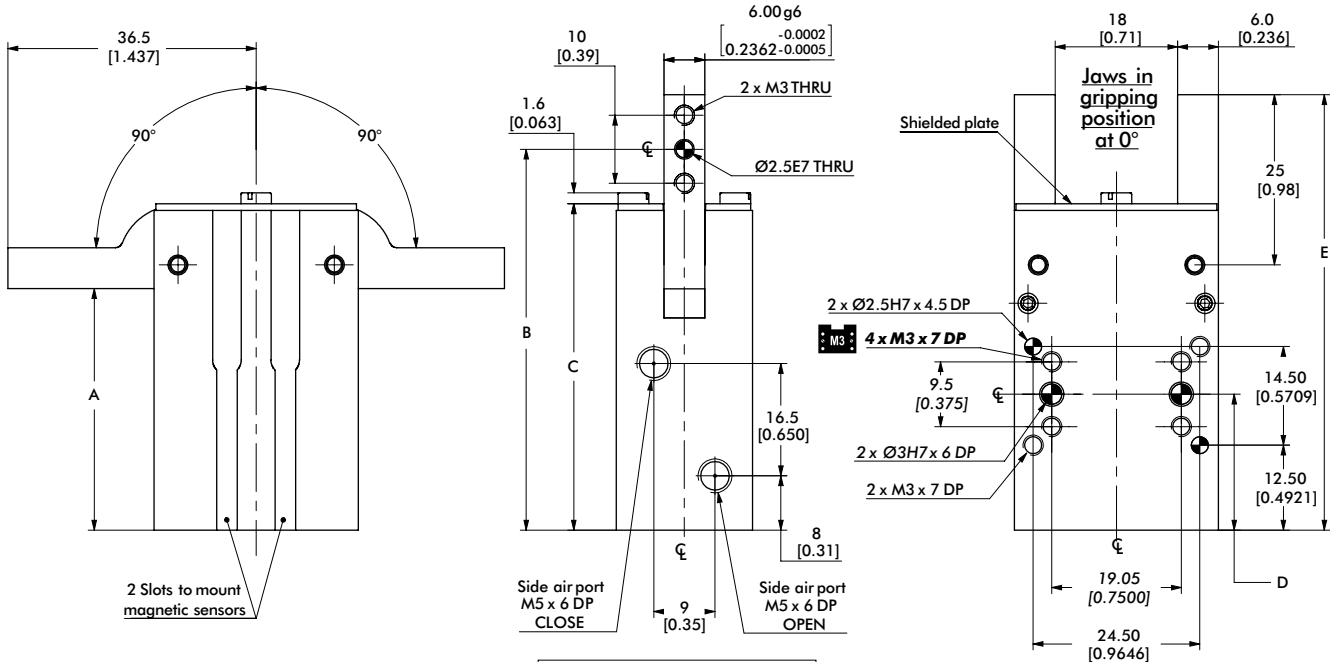 36.5
[1.437]
90°
90°
A
2 Slots to mount
magnetic sensors
6.00g6
-0.0002
0.2362-0.0005
10
[0.39]
2 x M3 THRU
1.6
[0.063]
℄
Ø2.5E7 THRU
B
C
16.5
[0.650]
8
[0.31]
℄
Side air port
M5 x 6 DP
CLOSE
9
[0.35]
Side air port
M5 x 6 DP
OPEN
18
[0.71]
6.0
[0.236]
Jaws in
gripping
position
at 0°
Shielded plate
25
[0.98]
E
2 x Ø2.5H7 x 4.5 DP
M3
4 x M3 x 7 DP
9.5
[0.375]
℄
14.50
[0.5709]
2 x Ø3H7 x 6 DP
2 x M3 x 7 DP
12.50
[0.4921]
℄
D
19.05
[0.7500]
24.50
[0.9646]